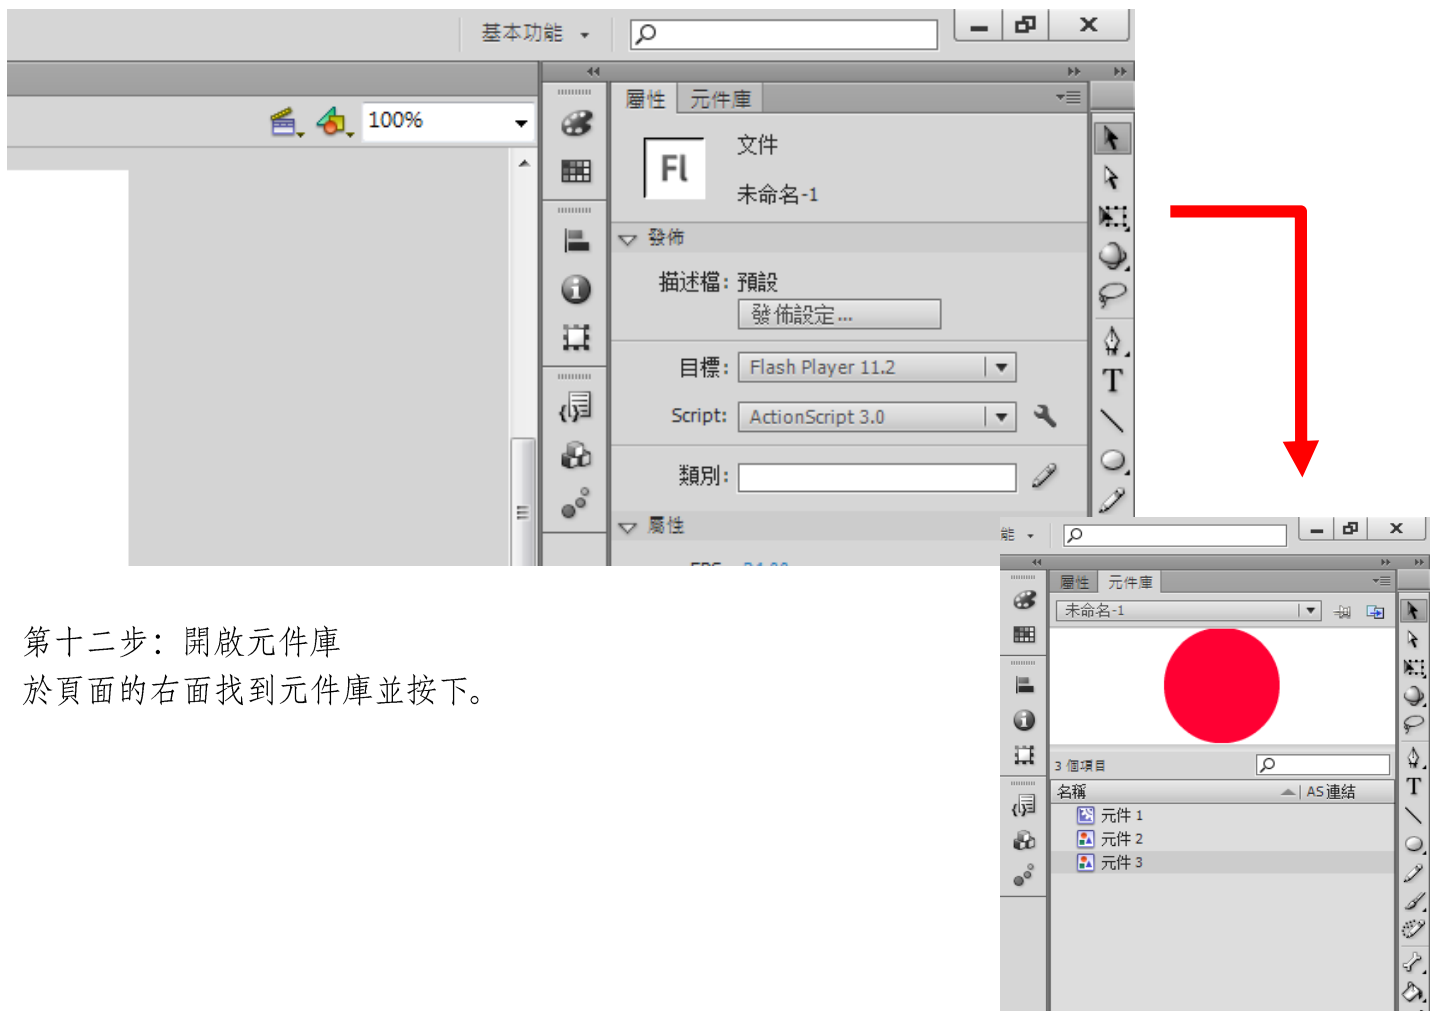 基本功能
100%
屬性 元件庫
Fl
文件
未命名-1
發佈
描述檔: 預設
發佈設定...
目標: Flash Player 11.2
Script: ActionScript 3.0
類別:
屬性
第十二步：開啟元件庫
於頁面的右面找到元件庫並按下。
能
屬性 元件庫
未命名-1
3 個項目
名稱 AS 連結
元件 1
元件 2
元件 3